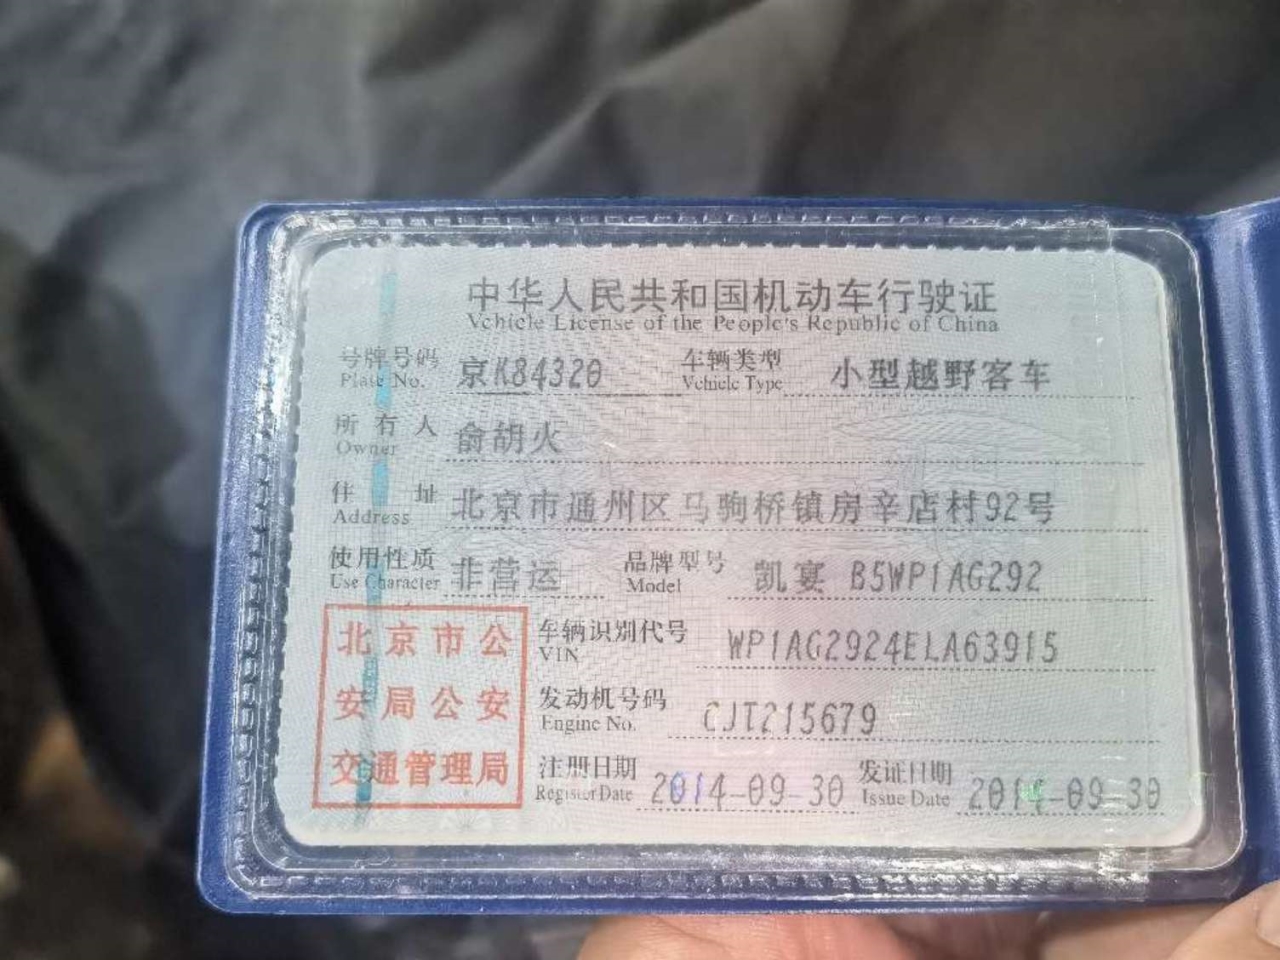 中华人民共和国机动车行驶证
Vehicle License of the People's Republic of China
号牌号码 京K84320 车辆类型 小型越野客车
Plate No. Vehicle Type
所有人 俞胡火
Owner
住址 北京市通州区马驹桥镇房辛店村92号
Address
使用性质 非营运 品牌型号 凯宴 B5WP1AG292
Use Character Model
北京市公 车辆识别代号 WP1AG2924ELA63915
VIN
安局公安 发动机号码 CJT215679
Engine No.
交通管理局 注册日期 2014-09-30 发证日期 2014-09-30
Register Date Issue Date